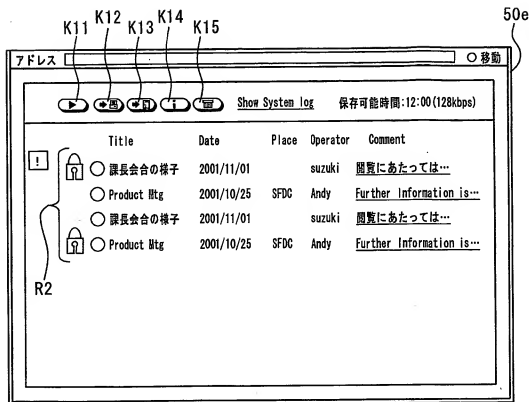 K11 K12 K13 K14 K15 50e
アドレス 移動
i Show System log 保存可能時間:12:00(128kbps)
Title Date Place Operator Comment
! 課長会合の様子 2001/11/01 suzuki 閲覧にあたっては…
Product Mtg 2001/10/25 SFDC Andy Further Information is…
課長会合の様子 2001/11/01 suzuki 閲覧にあたっては…
Product Mtg 2001/10/25 SFDC Andy Further Information is…
R2